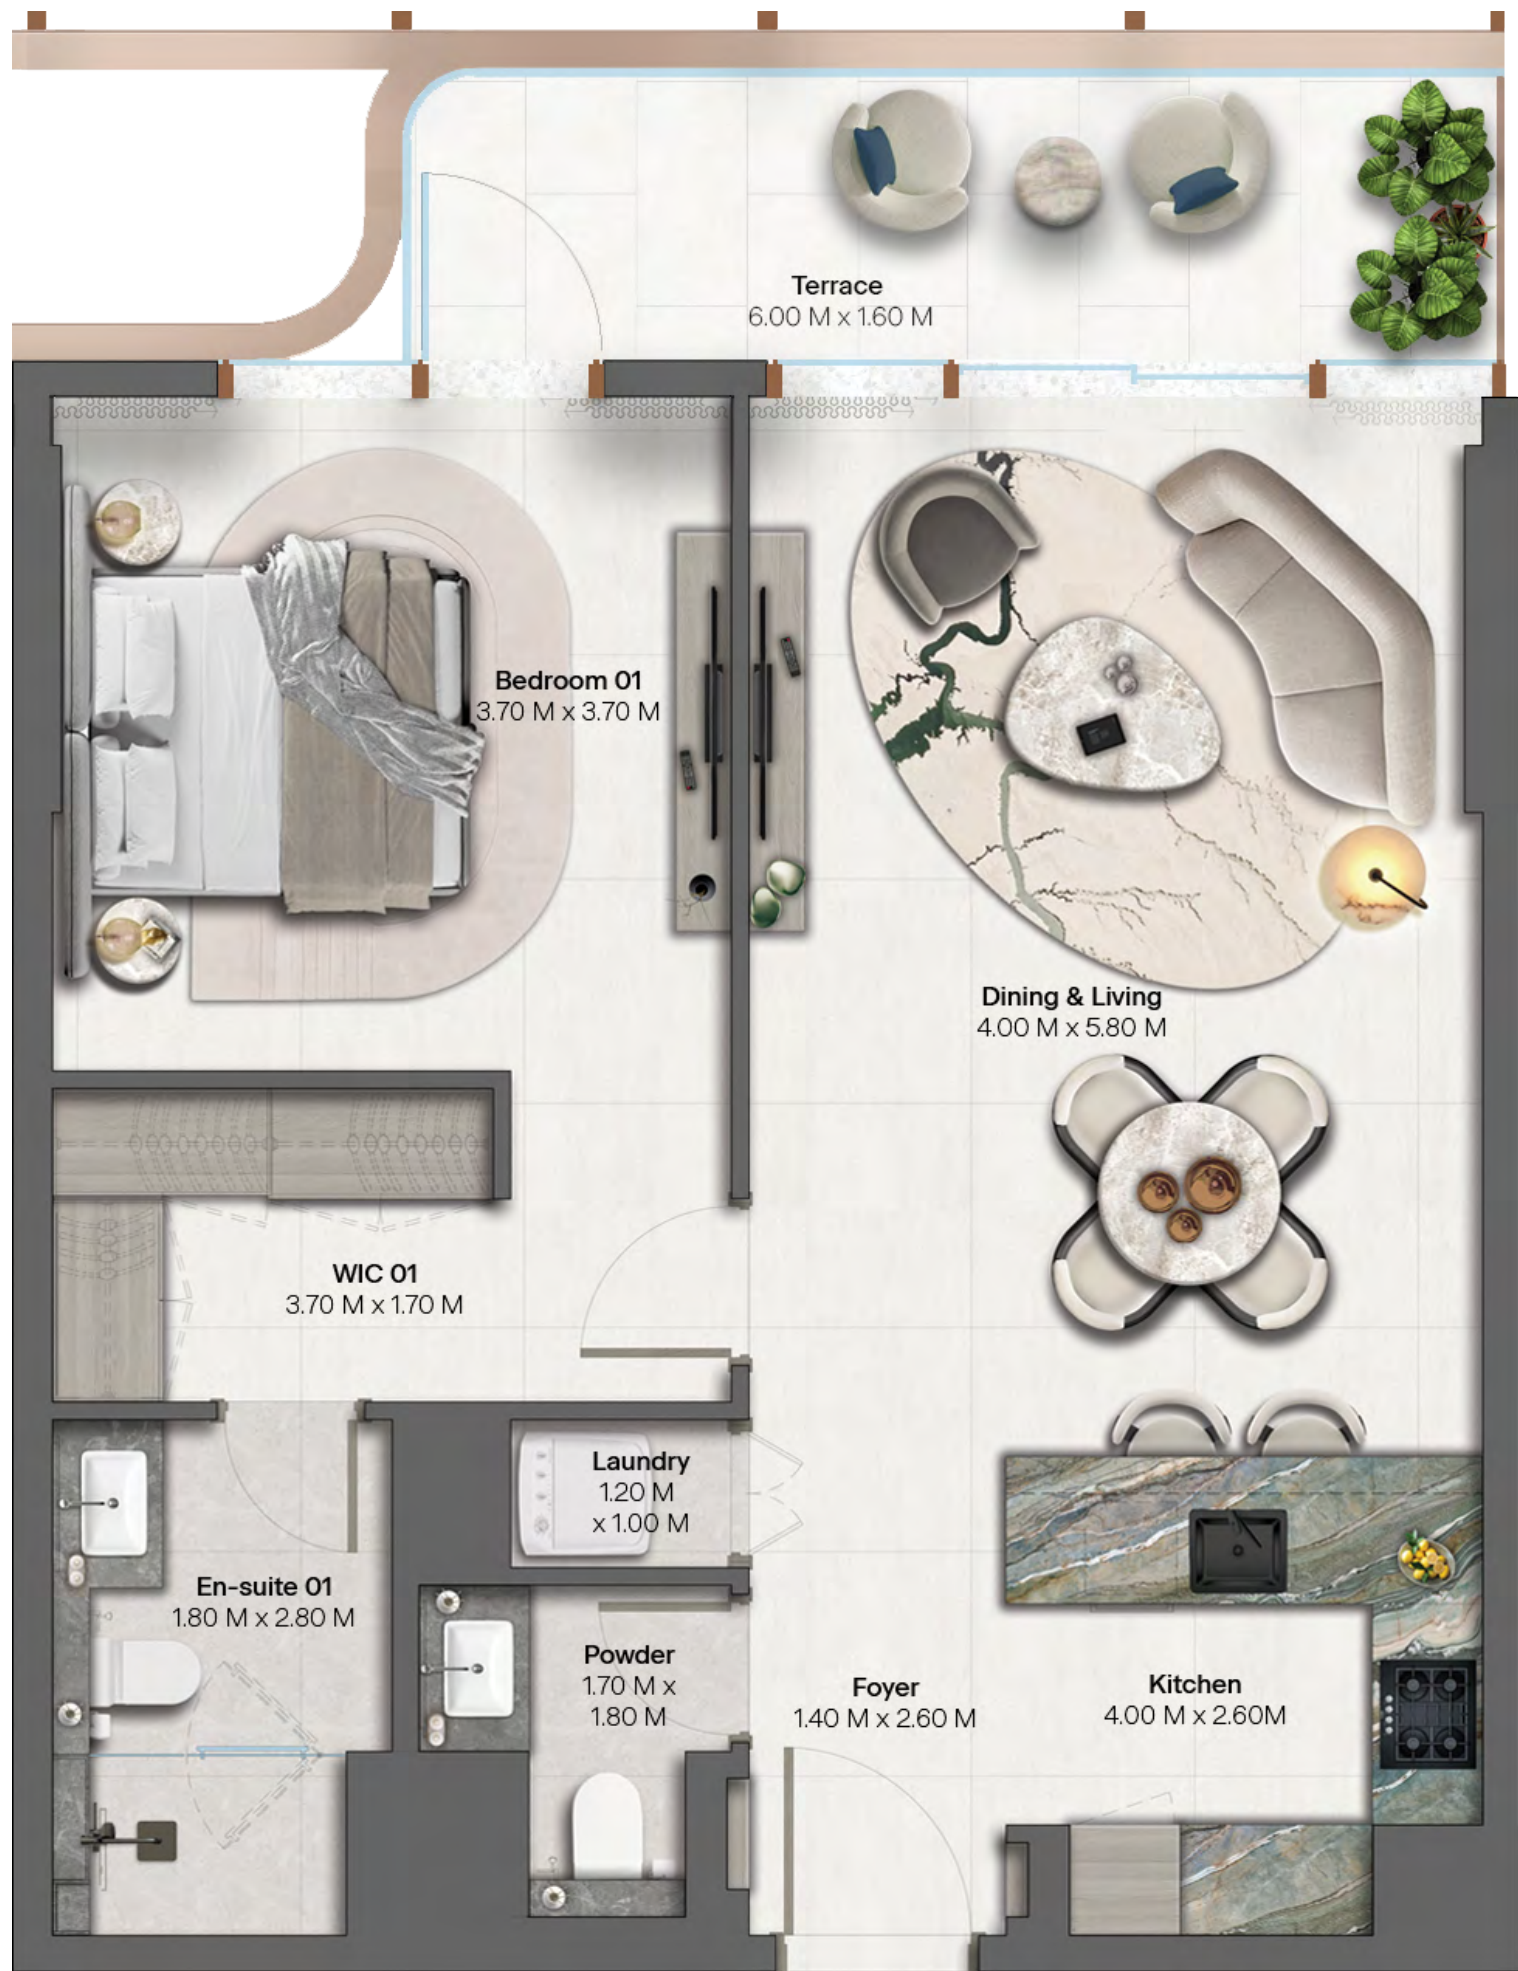 Terrace
6.00 M x 1.60 M
Bedroom 01
3.70 M x 3.70 M
Dining & Living
4.00 M x 5.80 M
WIC 01
3.70 M x 1.70 M
Laundry
1.20 M
x 1.00 M
En-suite 01
1.80 M x 2.80 M
Powder
1.70 M x
1.80 M
Foyer
1.40 M x 2.60 M
Kitchen
4.00 M x 2.60M